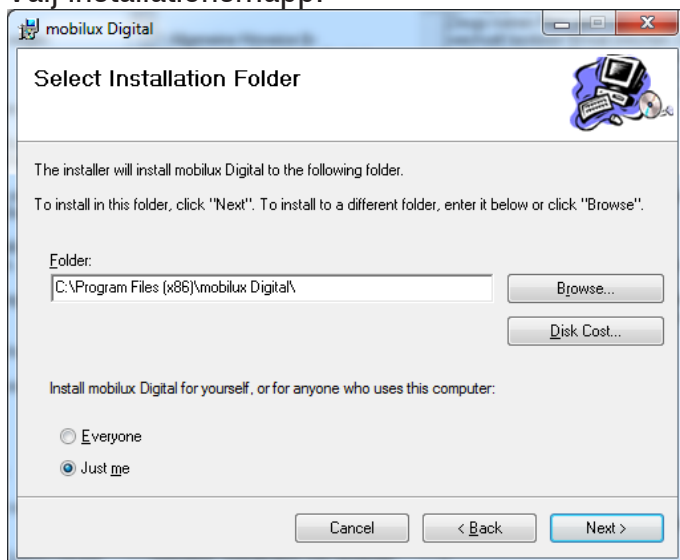 Välj installationsmapp.
mobilux Digital
Select Installation Folder
The installer will install mobilux Digital to the following folder.
To install in this folder, click "Next". To install to a different folder, enter it below or click "Browse".
Folder:
C:\Program Files (x86)\mobilux Digital\
Browse...
Disk Cost...
Install mobilux Digital for yourself, or for anyone who uses this computer:
Everyone
Just me
Cancel
< Back
Next >